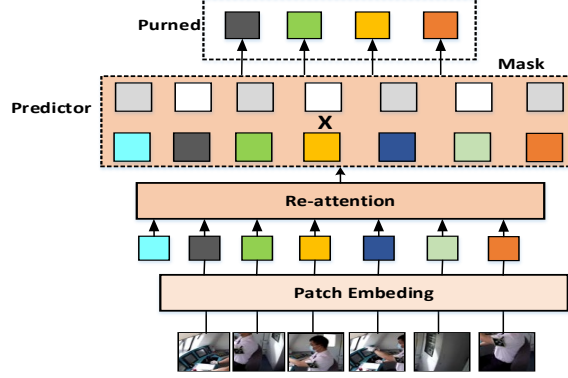 Purned
Mask
Predictor
X
Re-attention
Patch Embeding